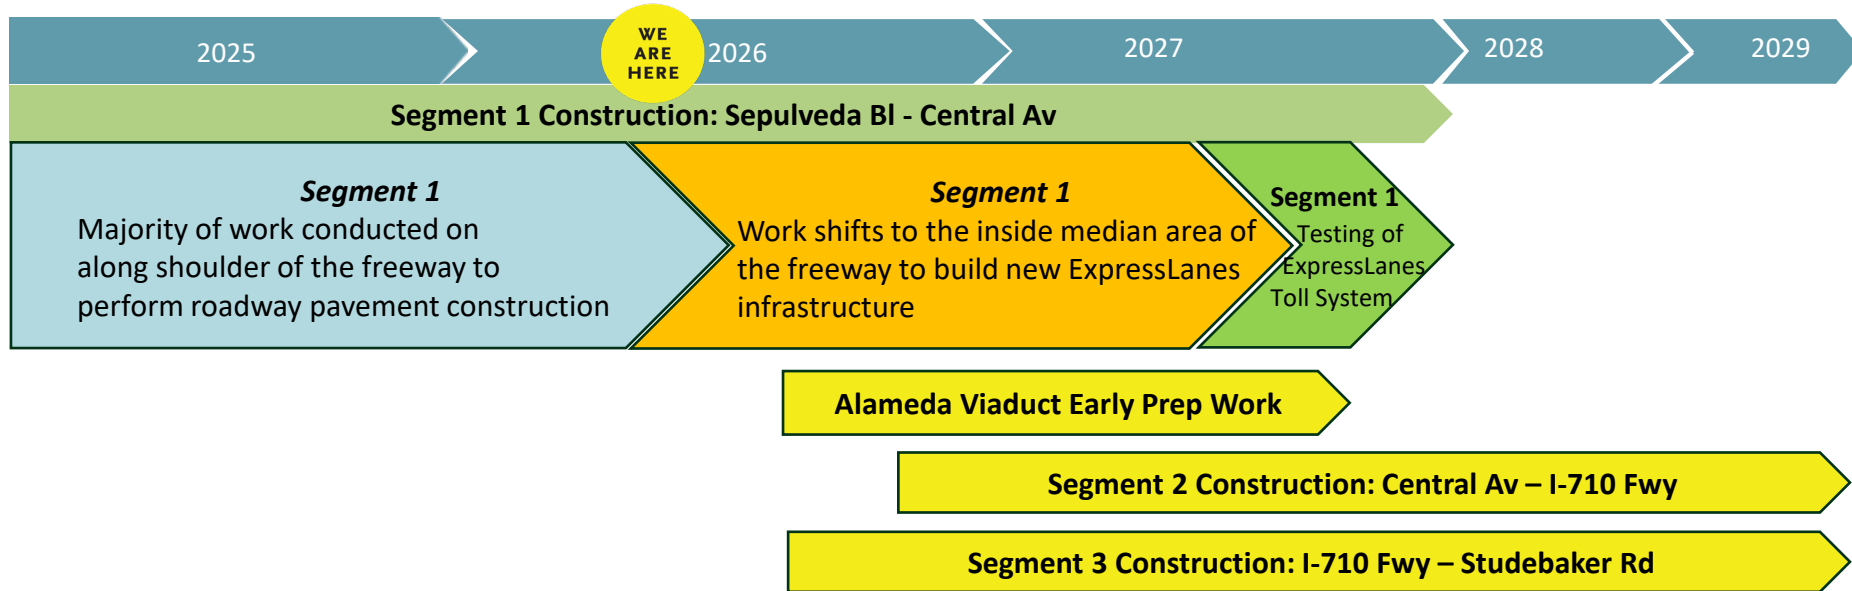 2025
WE
ARE
HERE
2026
2027
2028
2029
Segment 1 Construction: Sepulveda Bl - Central Av
Segment 1
Majority of work conducted on
along shoulder of the freeway to
perform roadway pavement construction
Segment 1
Work shifts to the inside median area of
the freeway to build new ExpressLanes
infrastructure
Segment 1
Testing of
ExpressLanes
Toll System
Alameda Viaduct Early Prep Work
Segment 2 Construction: Central Av – I-710 Fwy
Segment 3 Construction: I-710 Fwy – Studebaker Rd